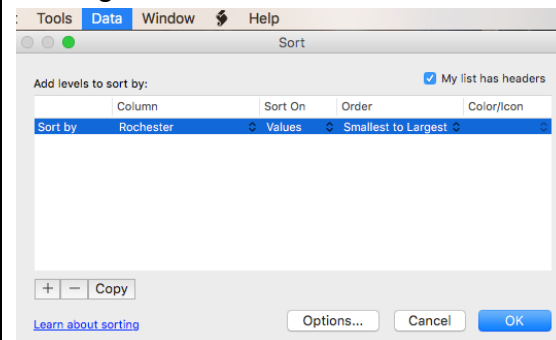 : Tools Data Window Help
Sort
Add levels to sort by: My list has headers
Column Sort On Order Color/Icon
Sort by Rochester Values Smallest to Largest
+ − Copy
Learn about sorting Options... Cancel OK